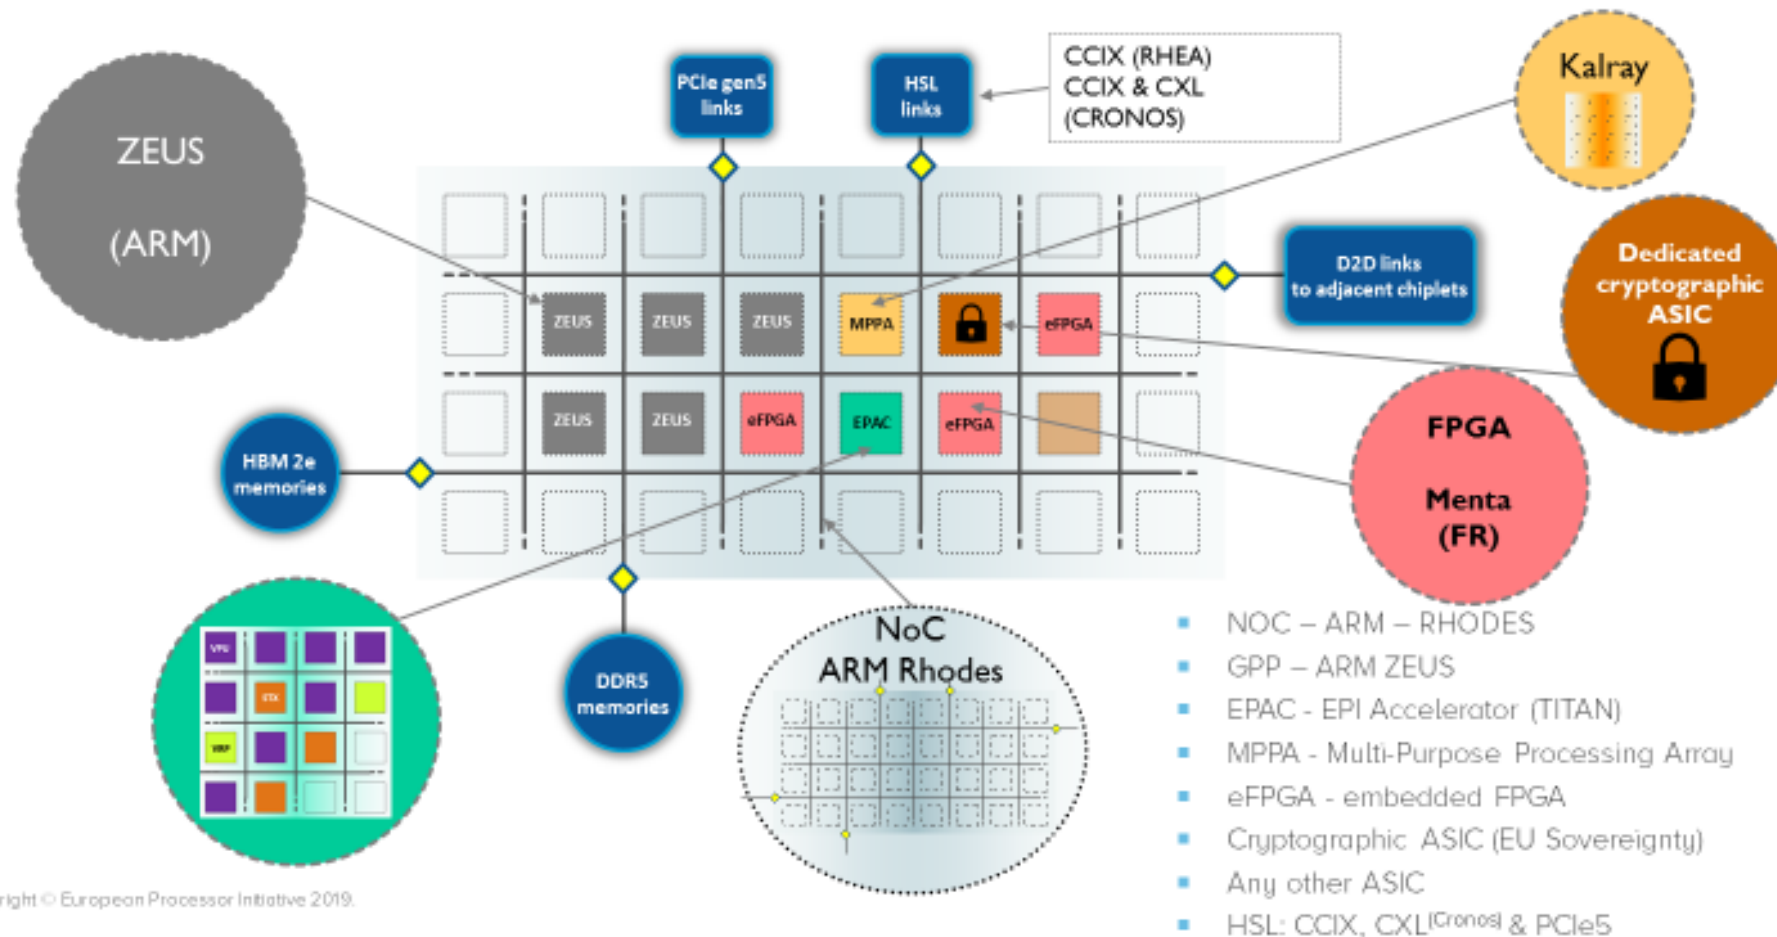 ZEUS
(ARM)
PCIe gen5
links
HSL
links
CCIX (RHEA)
CCIX & CXL
(CRONOS)
Kalray
Dedicated
cryptographic
ASIC
D2D links
to adjacent chiplets
ZEUS
ZEUS
ZEUS
MPPA
eFPGA
ZEUS
ZEUS
eFPGA
EPAC
eFPGA
FPGA
Menta
(FR)
HBM 2e
memories
DDR5
memories
VPU
STX
VRP
NoC
ARM Rhodes
NOC – ARM – RHODES
GPP – ARM ZEUS
EPAC - EPI Accelerator (TITAN)
MPPA - Multi-Purpose Processing Array
eFPGA - embedded FPGA
Cryptographic ASIC (EU Sovereignty)
Any other ASIC
HSL: CCIX, CXL(Cronos) & PCIe5
right © European Processor Initiative 2019.